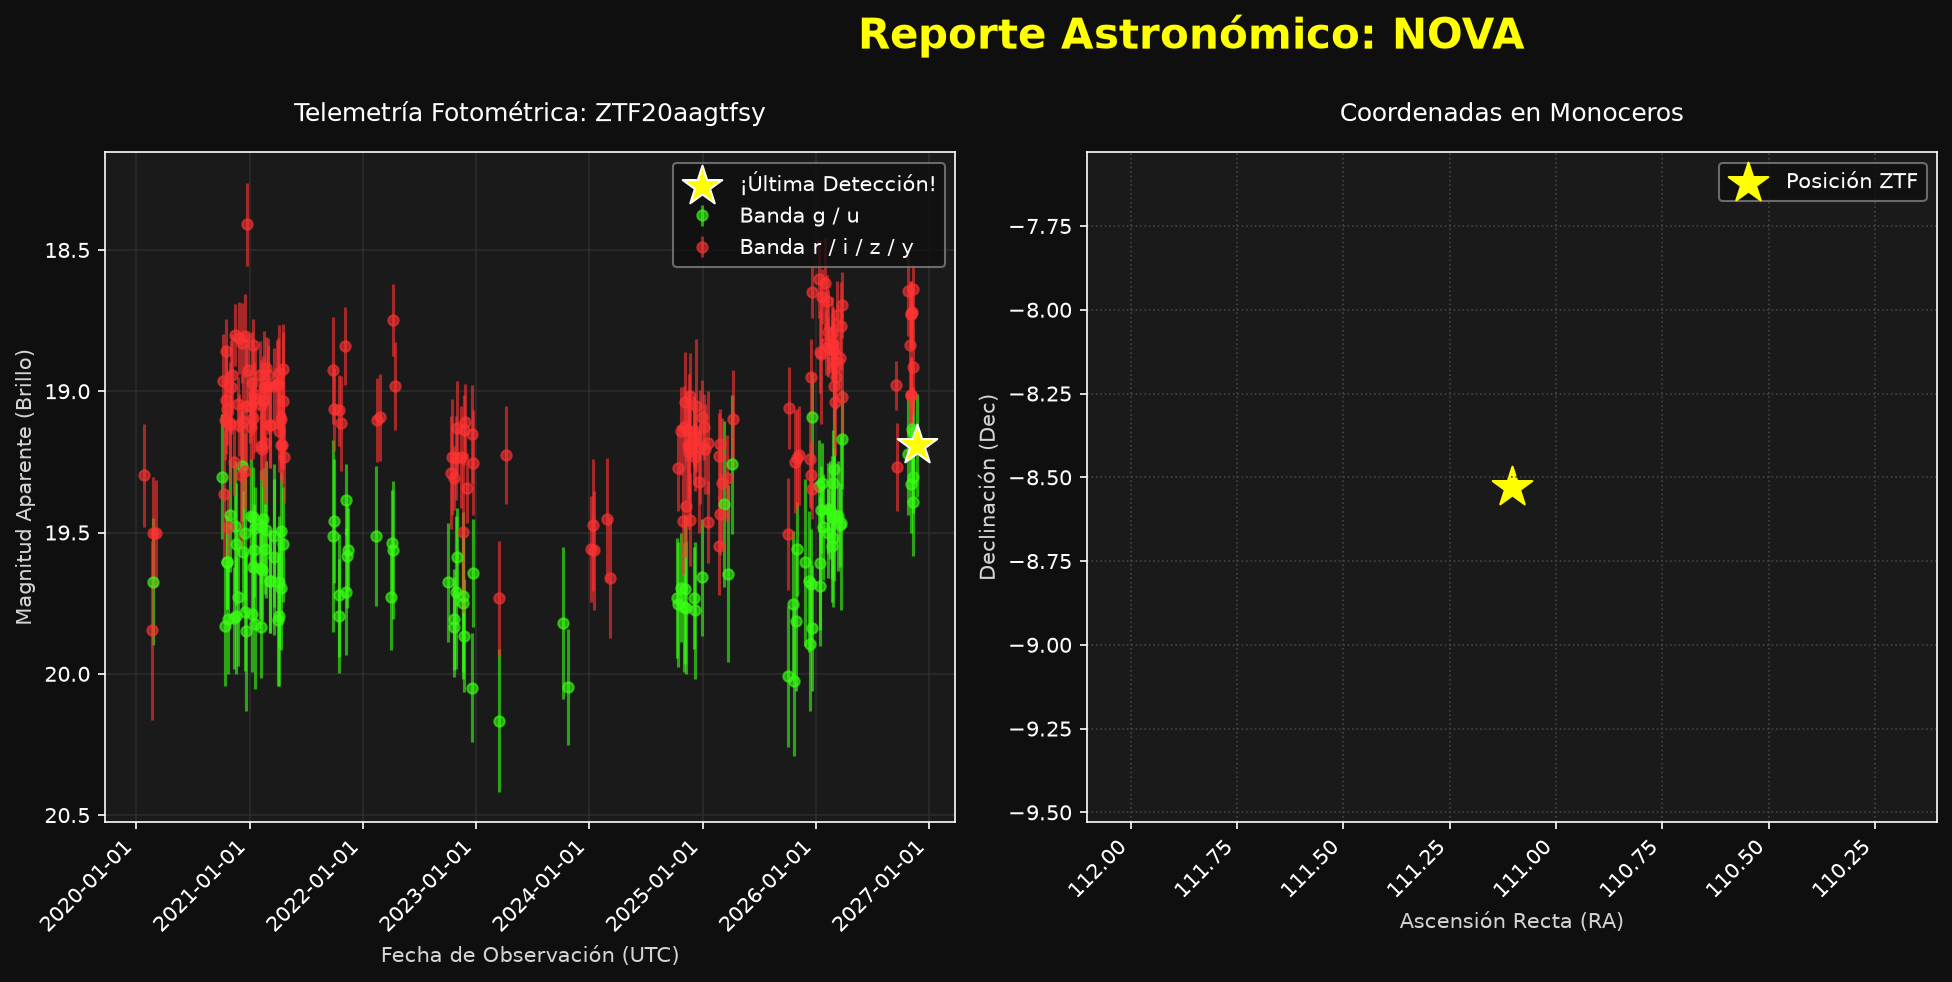 Reporte Astronómico: NOVA
Telemetría Fotométrica: ZTF20aagtfsy
¡Última Detección!
Banda g / u
Banda r / i / z / y
Magnitud Aparente (Brillo)
18.5
19.0
19.5
20.0
20.5
2020-01-01
2021-01-01
2022-01-01
2023-01-01
2024-01-01
2025-01-01
2026-01-01
2027-01-01
Fecha de Observación (UTC)
Coordenadas en Monoceros
Posición ZTF
Declinación (Dec)
−7.75
−8.00
−8.25
−8.50
−8.75
−9.00
−9.25
−9.50
112.00
111.75
111.50
111.25
111.00
110.75
110.50
110.25
Ascensión Recta (RA)